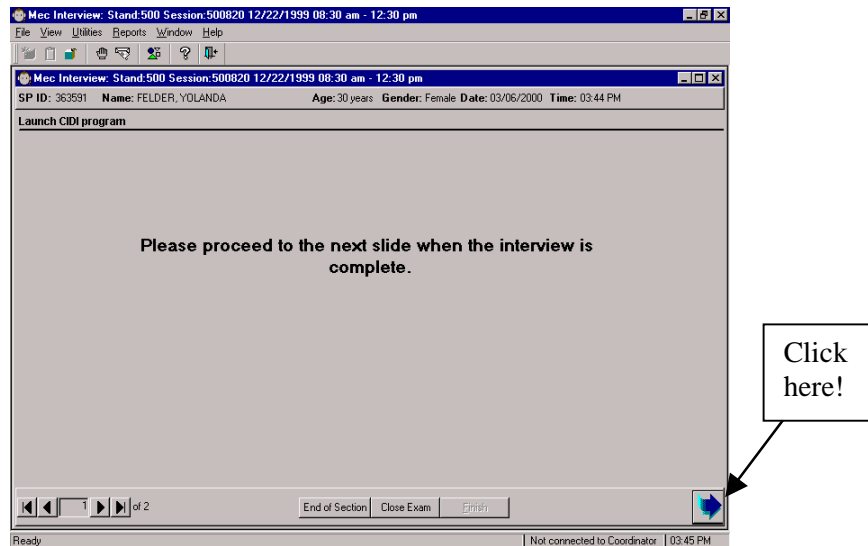 Mec Interview: Stand:500 Session:500820 12/22/1999 08:30 am - 12:30 pm
File View Utilities Reports Window Help
Mec Interview: Stand:500 Session:500820 12/22/1999 08:30 am - 12:30 pm
SP ID: 363591 Name: FELDER, YOLANDA Age: 30 years Gender: Female Date: 03/06/2000 Time: 03:44 PM
Launch CIDI program
Please proceed to the next slide when the interview is
complete.
Click
here!
1 of 2 End of Section Close Exam Finish
Ready Not connected to Coordinator 03:45 PM